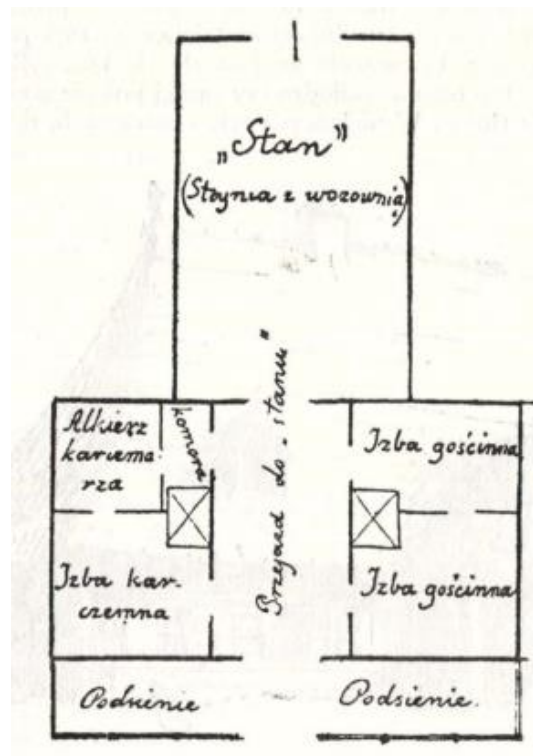 „Stan”
(Stajnia z wozownią)
Alkierz
karczma-
rza
komora
Izba gościnna
Przejazd do „stanu”
Izba kar-
czemna
Izba gościnna
Podsienie
Podsienie.